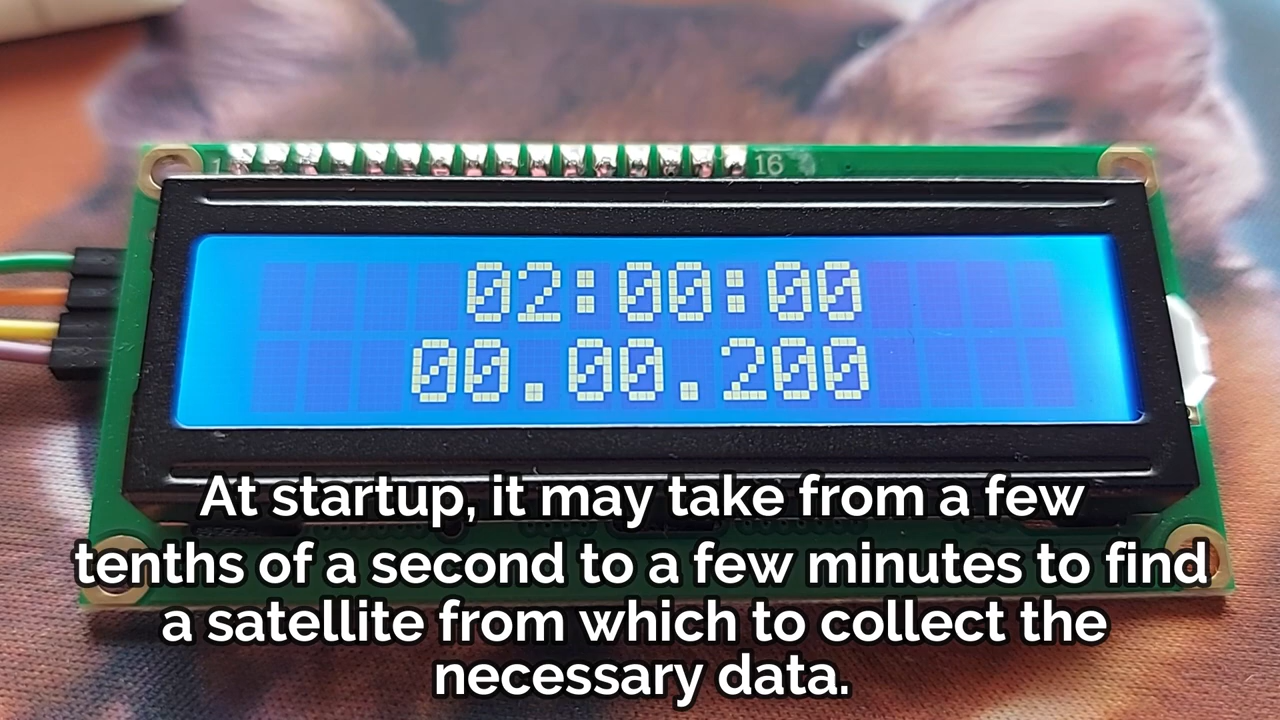 1 16
02:00:00
00.00.200
At startup, it may take from a few
tenths of a second to a few minutes to find
a satellite from which to collect the
necessary data.